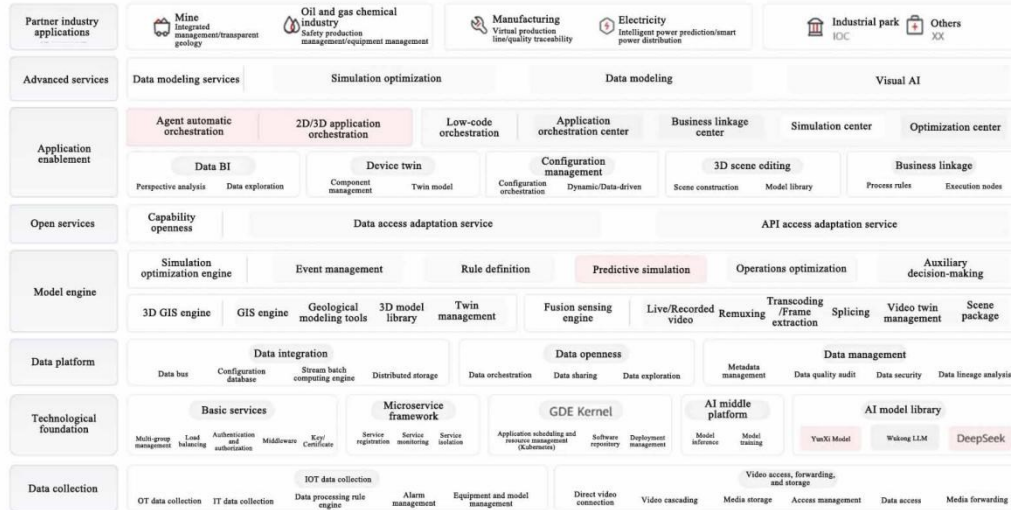 Partner industry
applications
Mine
Integrated
management/transparent
geology
Oil and gas chemical
industry
Safety production
management/equipment management
Manufacturing
Virtual production
line/quality traceability
Electricity
Intelligent power prediction/smart
power distribution
Industrial park
IOC
Others
XX
Advanced services
Data modeling services
Simulation optimization
Data modeling
Visual AI
Application
enablement
Agent automatic
orchestration
2D/3D application
orchestration
Low-code
orchestration
Application
orchestration center
Business linkage
center
Simulation center
Optimization center
Data BI
Perspective analysis
Data exploration
Device twin
Component
management
Twin model
Configuration
management
Configuration
orchestration
Dynamic/Data-driven
3D scene editing
Scene construction
Model library
Business linkage
Process rules
Execution nodes
Open services
Capability
openness
Data access adaptation service
API access adaptation service
Model engine
Simulation
optimization engine
Event management
Rule definition
Predictive simulation
Operations optimization
Auxiliary
decision-making
3D GIS engine
GIS engine
Geological
modeling tools
3D model
library
Twin
management
Fusion sensing
engine
Live/Recorded
video
Remuxing
Transcoding
/Frame
extraction
Splicing
Video twin
management
Scene
package
Data platform
Data integration
Data bus
Configuration
database
Stream batch
computing engine
Distributed storage
Data openness
Data orchestration
Data sharing
Data exploration
Data management
Metadata
management
Data quality audit
Data security
Data lineage analysis
Technological
foundation
Basic services
Multi-group
management
Load
balancing
Authentication
and
authorization
Middleware
Key/
Certificate
Microservice
framework
Service
registration
Service
monitoring
Service
isolation
GDE Kernel
Application scheduling and
resource management
(Kubernetes)
Software
repository
Deployment
management
AI middle
platform
Model
inference
Model
training
AI model library
YunXi Model
Wukong LLM
DeepSeek
Data collection
IOT data collection
OT data collection
IT data collection
Data processing rule
engine
Alarm
management
Equipment and model
management
Video access, forwarding,
and storage
Direct video
connection
Video cascading
Media storage
Access management
Data access
Media forwarding